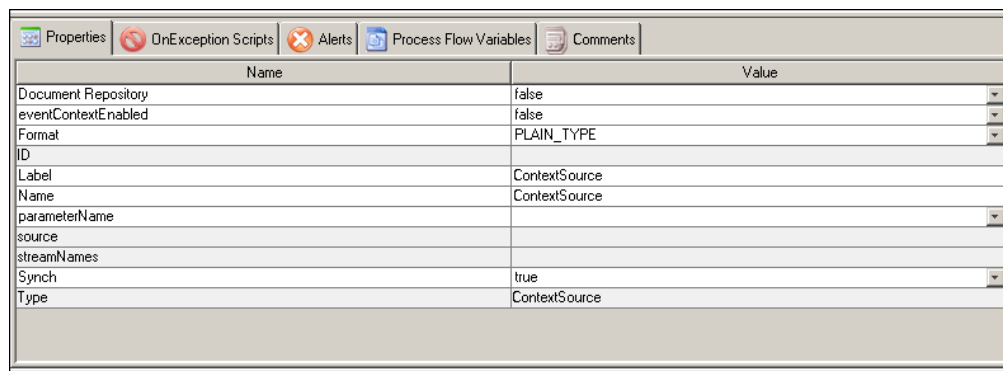 Properties OnException Scripts Alerts Process Flow Variables Comments
Name Value
Document Repository false
eventContextEnabled false
Format PLAIN_TYPE
ID
Label ContextSource
Name ContextSource
parameterName
source
streamNames
Synch true
Type ContextSource